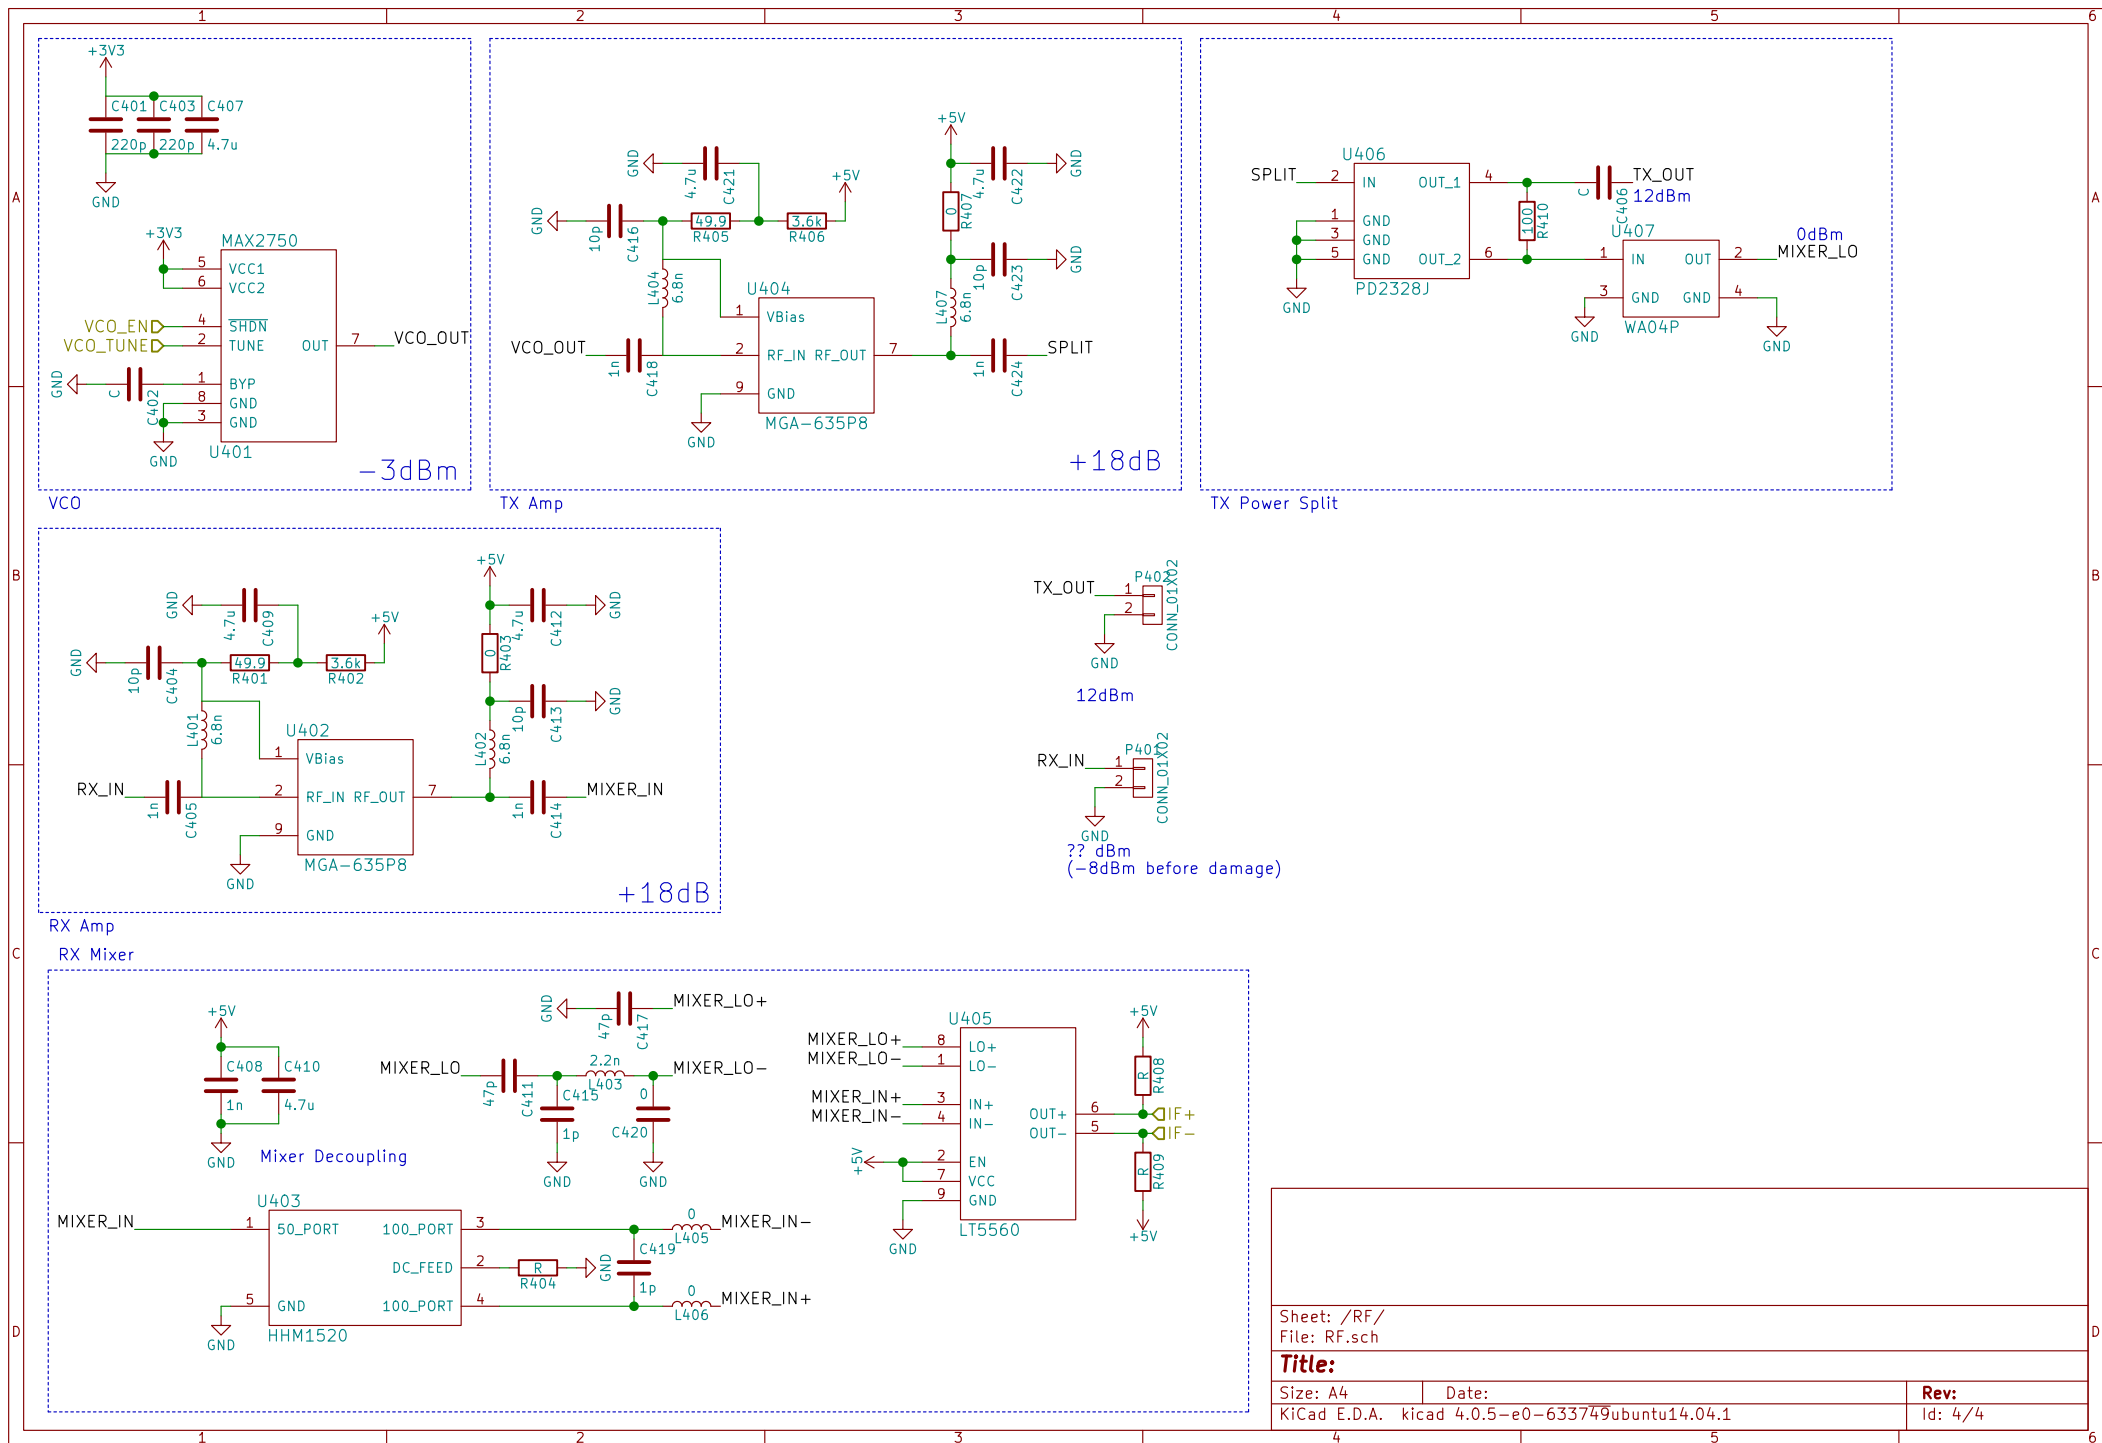 1 2 3 4 5 6
A
B
C
D
+3V3
C401 C403 C407
220p 220p 4.7u
GND
+3V3
MAX2750
5 VCC1
6 VCC2
VCO_EN 4 SHDN
VCO_TUNE 2 TUNE OUT 7 VCO_OUT
GND C C402 1 BYP
8 GND
3 GND
GND
U401
-3dBm
VCO
GND 4.7u C421
+5V
GND 10p C416 49.9 R405 3.6k R406
L404 6.8n
U404
1 VBias
VCO_OUT 1n C418 2 RF_IN RF_OUT 7
9 GND
GND
MGA-635P8
+5V
4.7u C422 GND
0 R407
10p C423 GND
L407 6.8n
1n C424 SPLIT
+18dB
TX Amp
U406
SPLIT 2 IN OUT_1 4
1 GND
3 GND
5 GND OUT_2 6
GND
PD2328J
C C406 TX_OUT
12dBm
100 R410
U407
0dBm
1 IN OUT 2 MIXER_LO
3 GND GND 4
GND
WA04P
GND
TX Power Split
GND 4.7u C409
+5V
GND 10p C404 49.9 R401 3.6k R402
L401 6.8n
U402
1 VBias
RX_IN 1n C405 2 RF_IN RF_OUT 7
9 GND
GND
MGA-635P8
+5V
4.7u C412 GND
0 R403
10p C413 GND
L402 6.8n
1n C414 MIXER_IN
+18dB
RX Amp
P402
TX_OUT 1
2
CONN_01X02
GND
12dBm
P401
RX_IN 1
2
CONN_01X02
GND
?? dBm
(-8dBm before damage)
RX Mixer
+5V
C408 C410
1n 4.7u
GND
Mixer Decoupling
GND 47p C417 MIXER_LO+
MIXER_LO 47p C411 2.2n L403 MIXER_LO-
C415 1p
0 C420
GND GND
U405
MIXER_LO+ 8 LO+
MIXER_LO- 1 LO-
MIXER_IN+ 3 IN+
MIXER_IN- 4 IN-
+5V 2 EN
7 VCC
9 GND
GND
LT5560
OUT+ 6 IF+
OUT- 5 IF-
+5V
R R408
R R409
+5V
U403
MIXER_IN 1 50_PORT 100_PORT 3
DC_FEED 2 R R404 GND
5 GND 100_PORT 4
GND
HHM1520
C419 1p
0 L405 MIXER_IN-
0 L406 MIXER_IN+
Sheet: /RF/
File: RF.sch
Title:
Size: A4 Date: Rev:
KiCad E.D.A. kicad 4.0.5-e0-633749ubuntu14.04.1 Id: 4/4
1 2 3 4 5 6
A
B
C
D